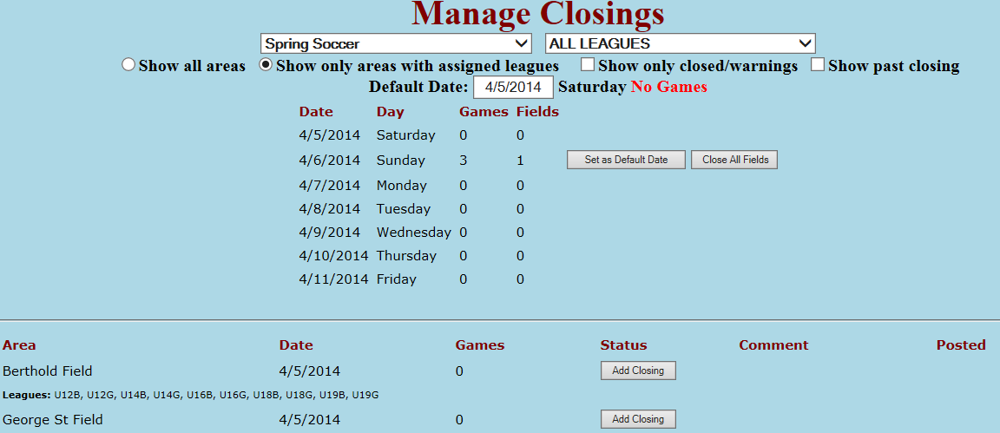 Manage Closings
Spring Soccer ALL LEAGUES
Show all areas Show only areas with assigned leagues Show only closed/warnings Show past closing
Default Date: 4/5/2014 Saturday No Games
Date Day Games Fields
4/5/2014 Saturday 0 0
4/6/2014 Sunday 3 1 Set as Default Date Close All Fields
4/7/2014 Monday 0 0
4/8/2014 Tuesday 0 0
4/9/2014 Wednesday 0 0
4/10/2014 Thursday 0 0
4/11/2014 Friday 0 0
Area Date Games Status Comment Posted
Berthold Field 4/5/2014 0 Add Closing
Leagues: U12B, U12G, U14B, U14G, U16B, U16G, U18B, U18G, U19B, U19G
George St Field 4/5/2014 0 Add Closing